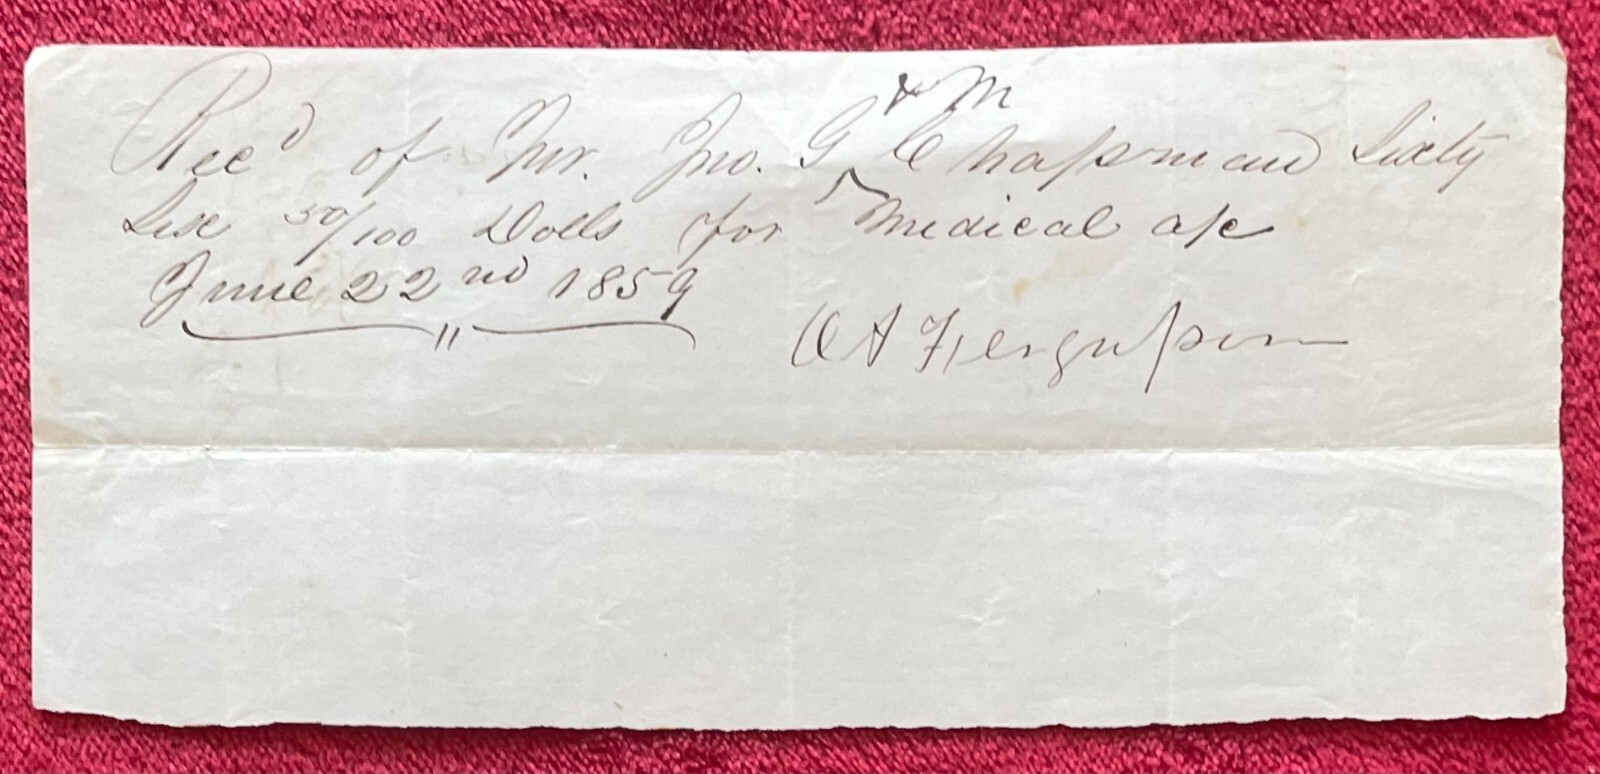 & M
Rec'd of Mr. Jno. G ^ Chapman Sixty
Six 50/100 Dolls for Medical a/c
June 22nd 1859
A Ferguson